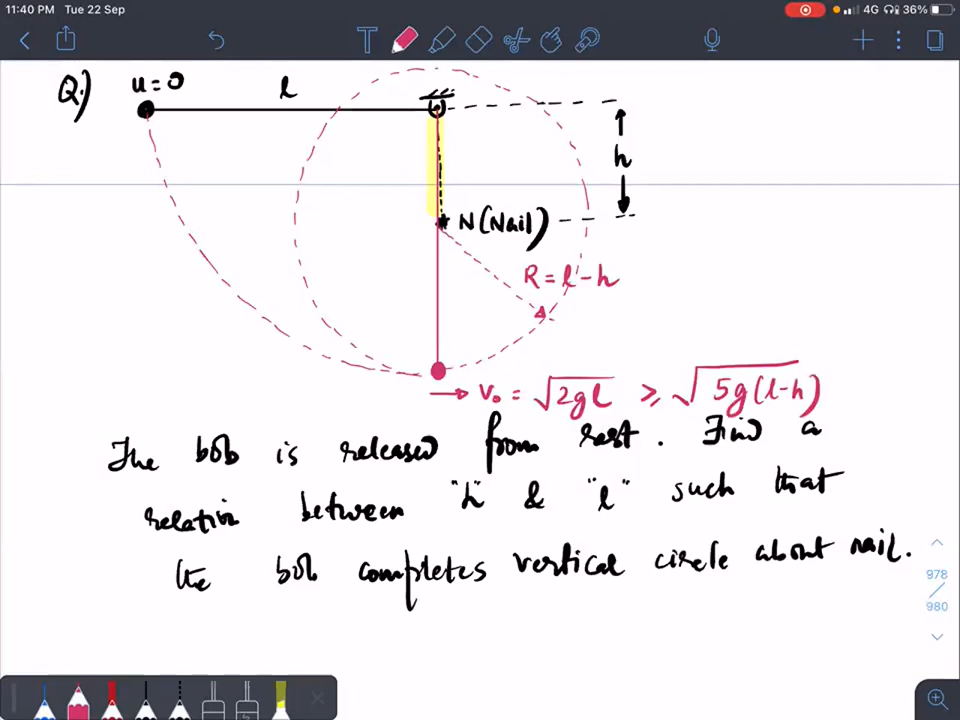 11:40 PM Tue 22 Sep
4G 36%
Q.) u = 0
l
h
N (Nail)
R = l - h
V₀ = √2gl ≥ √5g(l-h)
The bob is released from rest. Find a
relation between "h" & "l" such that
the bob completes vertical circle about nail.
978
980